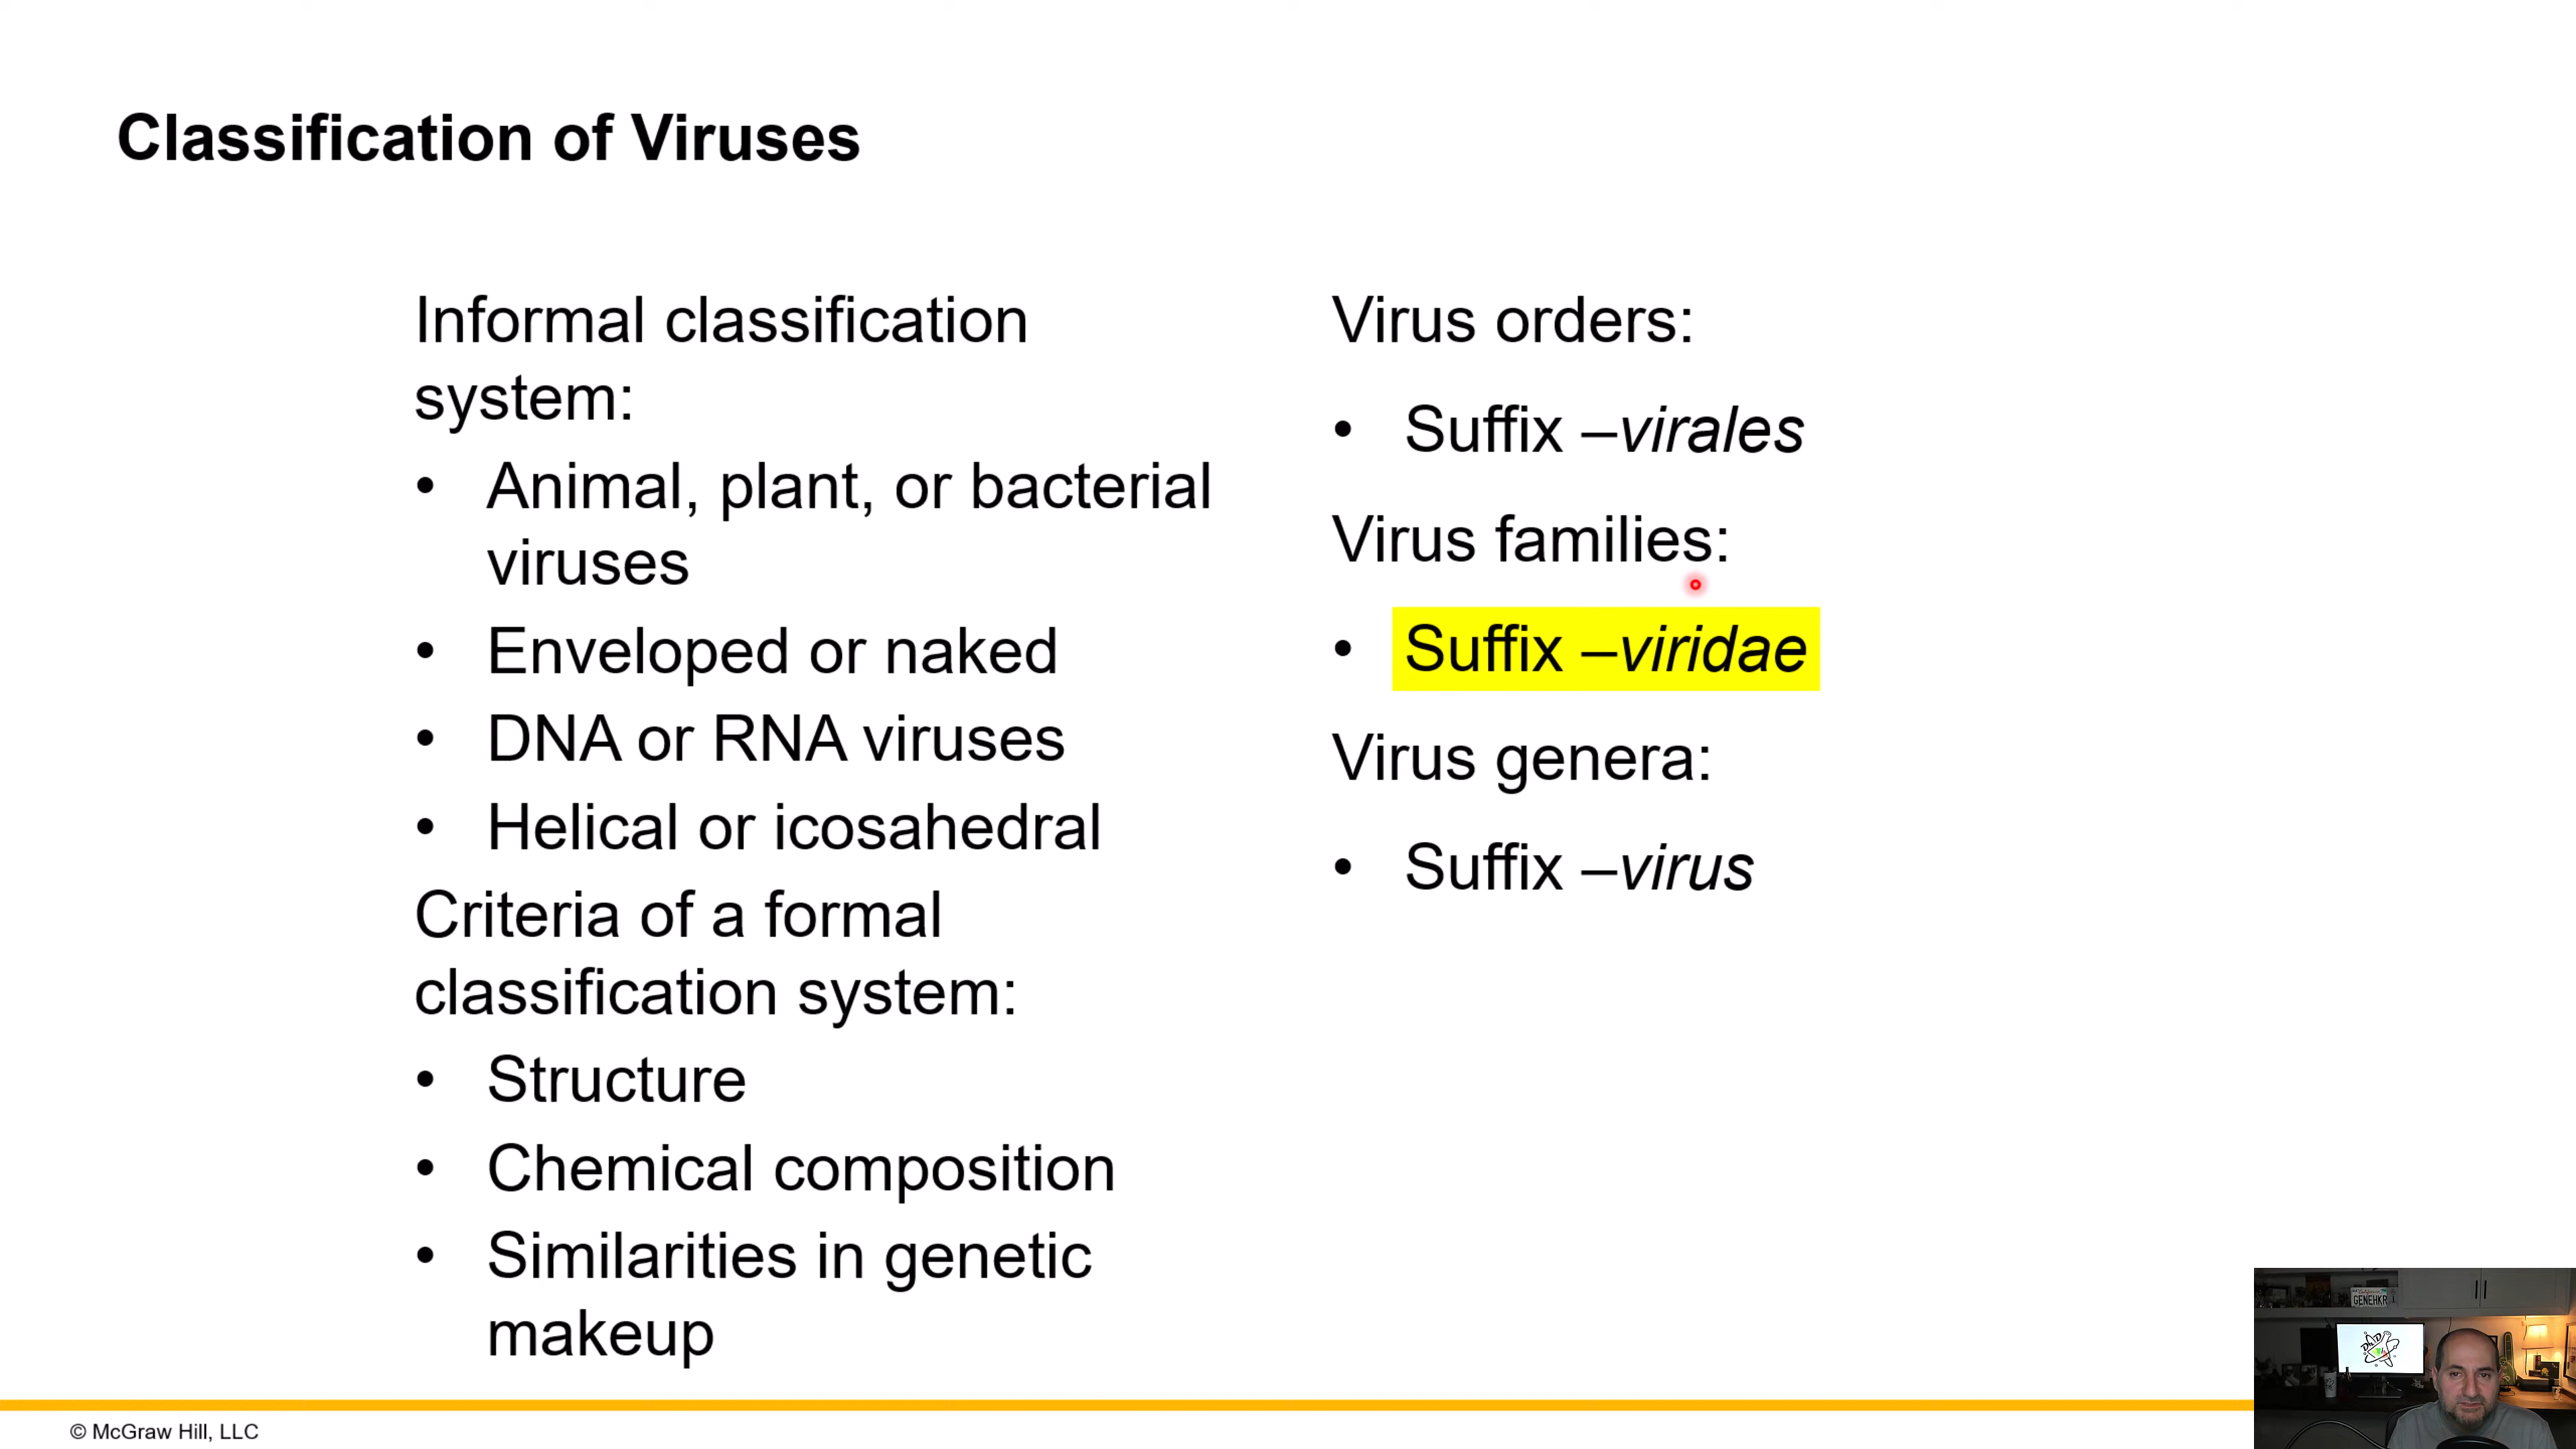 Classification of Viruses
Informal classification
system:
• Animal, plant, or bacterial
viruses
• Enveloped or naked
• DNA or RNA viruses
• Helical or icosahedral
Criteria of a formal
classification system:
• Structure
• Chemical composition
• Similarities in genetic
makeup
Virus orders:
• Suffix –virales
Virus families:
• Suffix –viridae
Virus genera:
• Suffix –virus
© McGraw Hill, LLC
GENEHKR